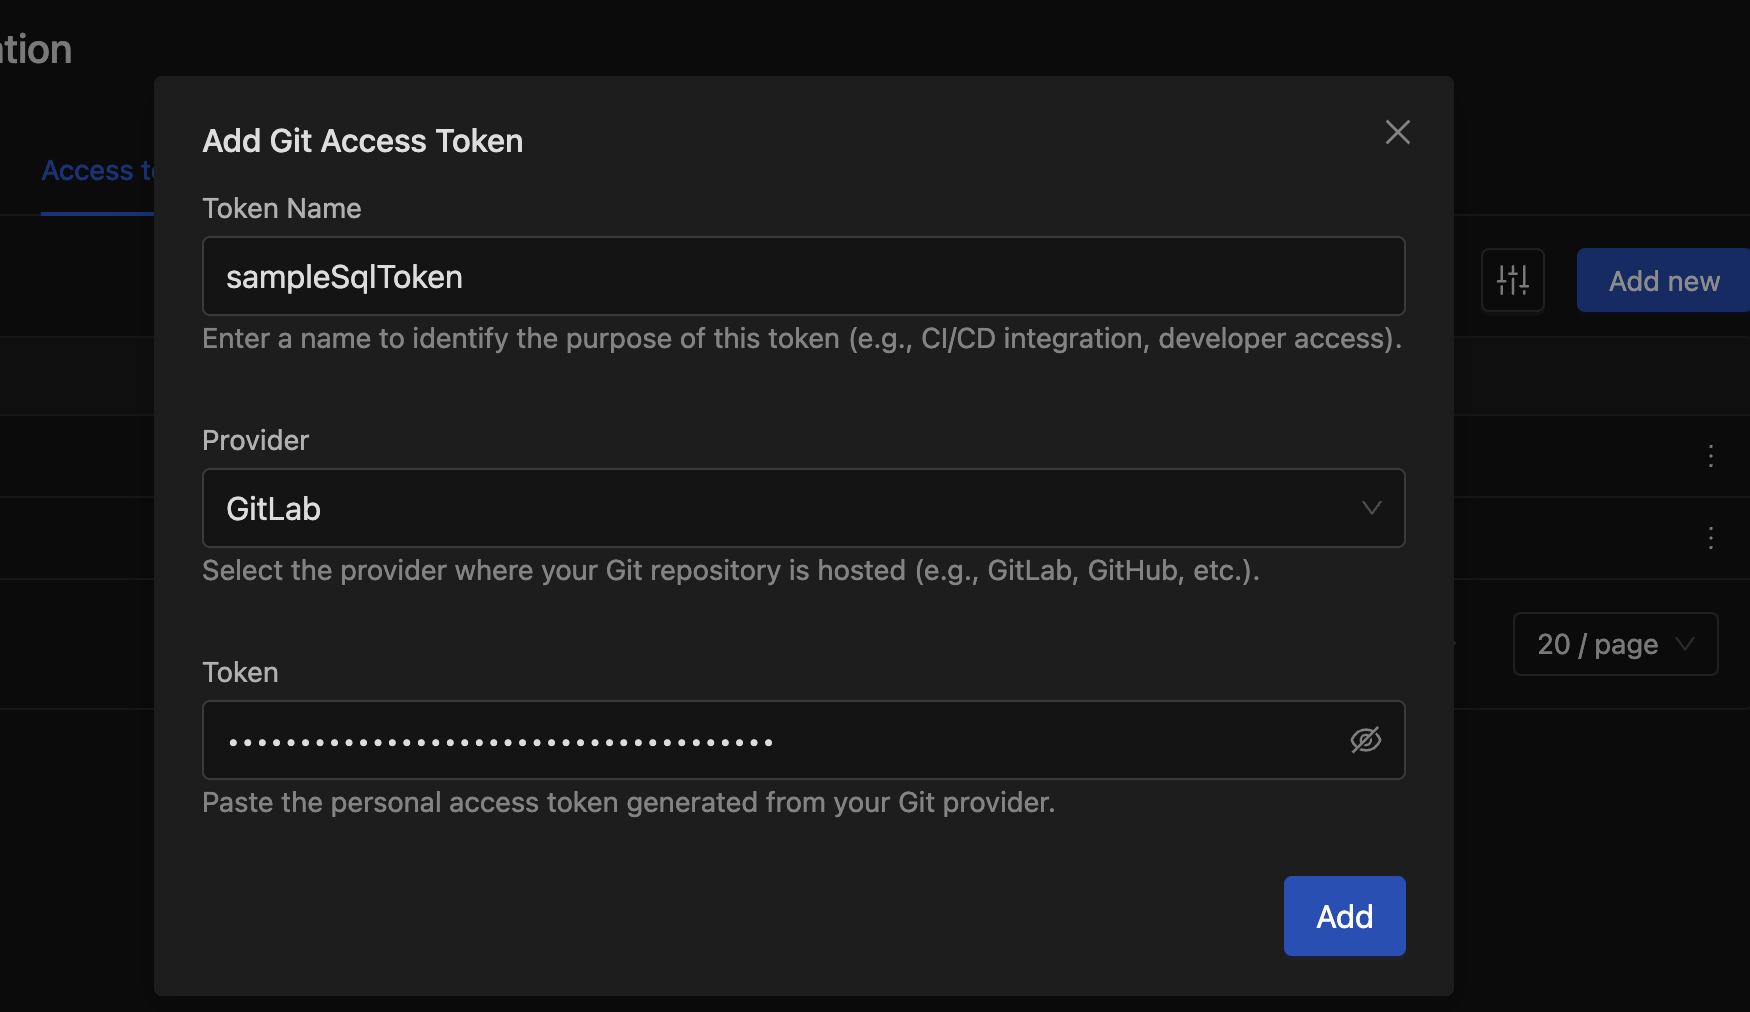 Add Git Access Token
Access
Token Name
sampleSqlToken
Add new
Enter a name to identify the purpose of this token (e.g., CI/CD integration, developer access).
Provider
GitLab
Select the provider where your Git repository is hosted (e.g., GitLab, GitHub, etc.).
20 / page
Token
•••••••••••••••••••••••••••••••••••••
Paste the personal access token generated from your Git provider.
Add